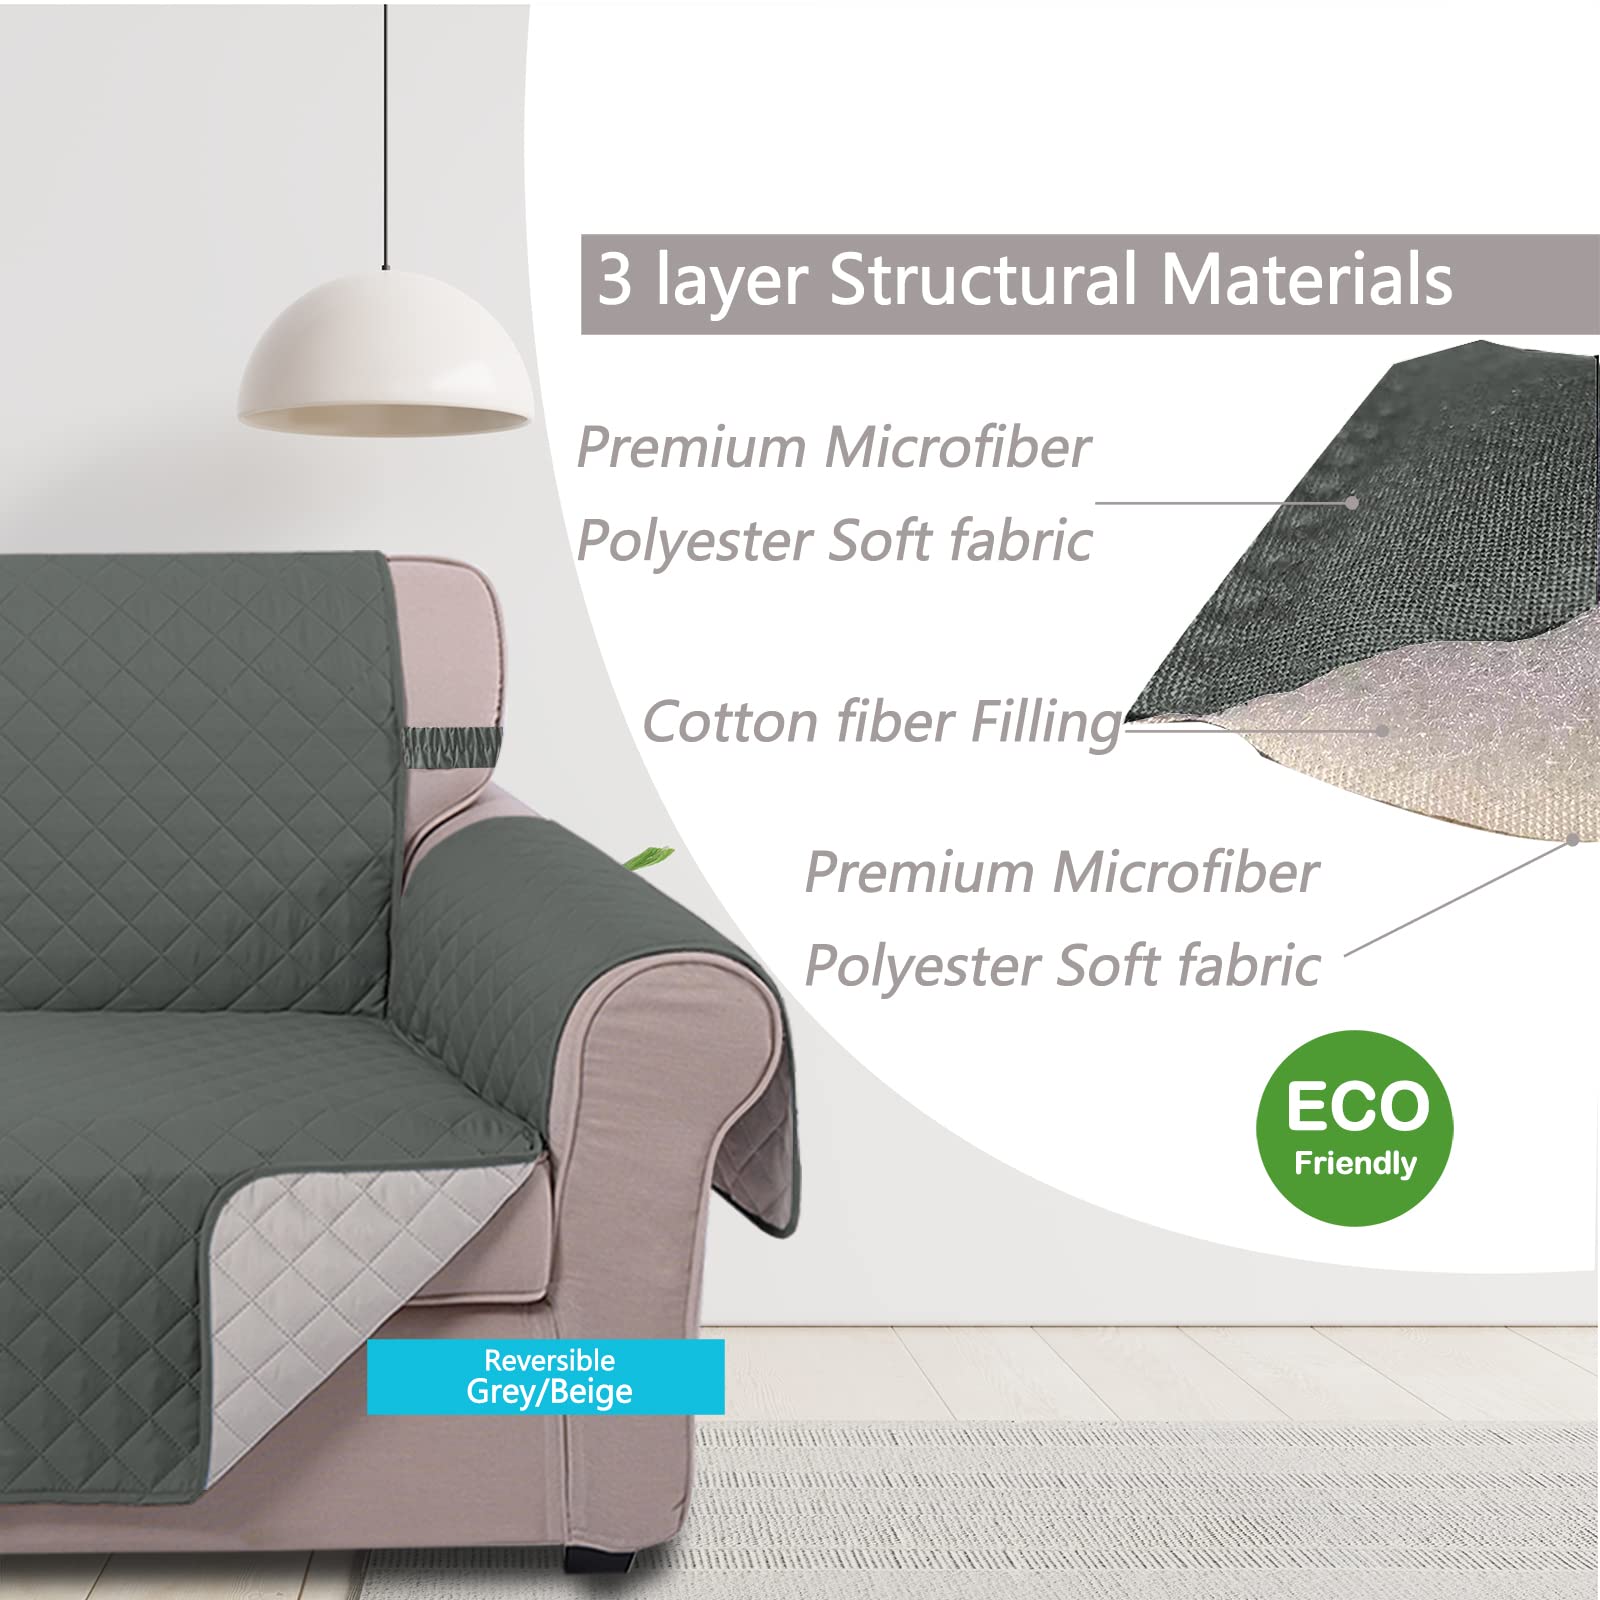 3 layer Structural Materials
Premium Microfiber
Polyester Soft fabric
Cotton fiber Filling
Premium Microfiber
Polyester Soft fabric
ECO
Friendly
Reversible
Grey/Beige